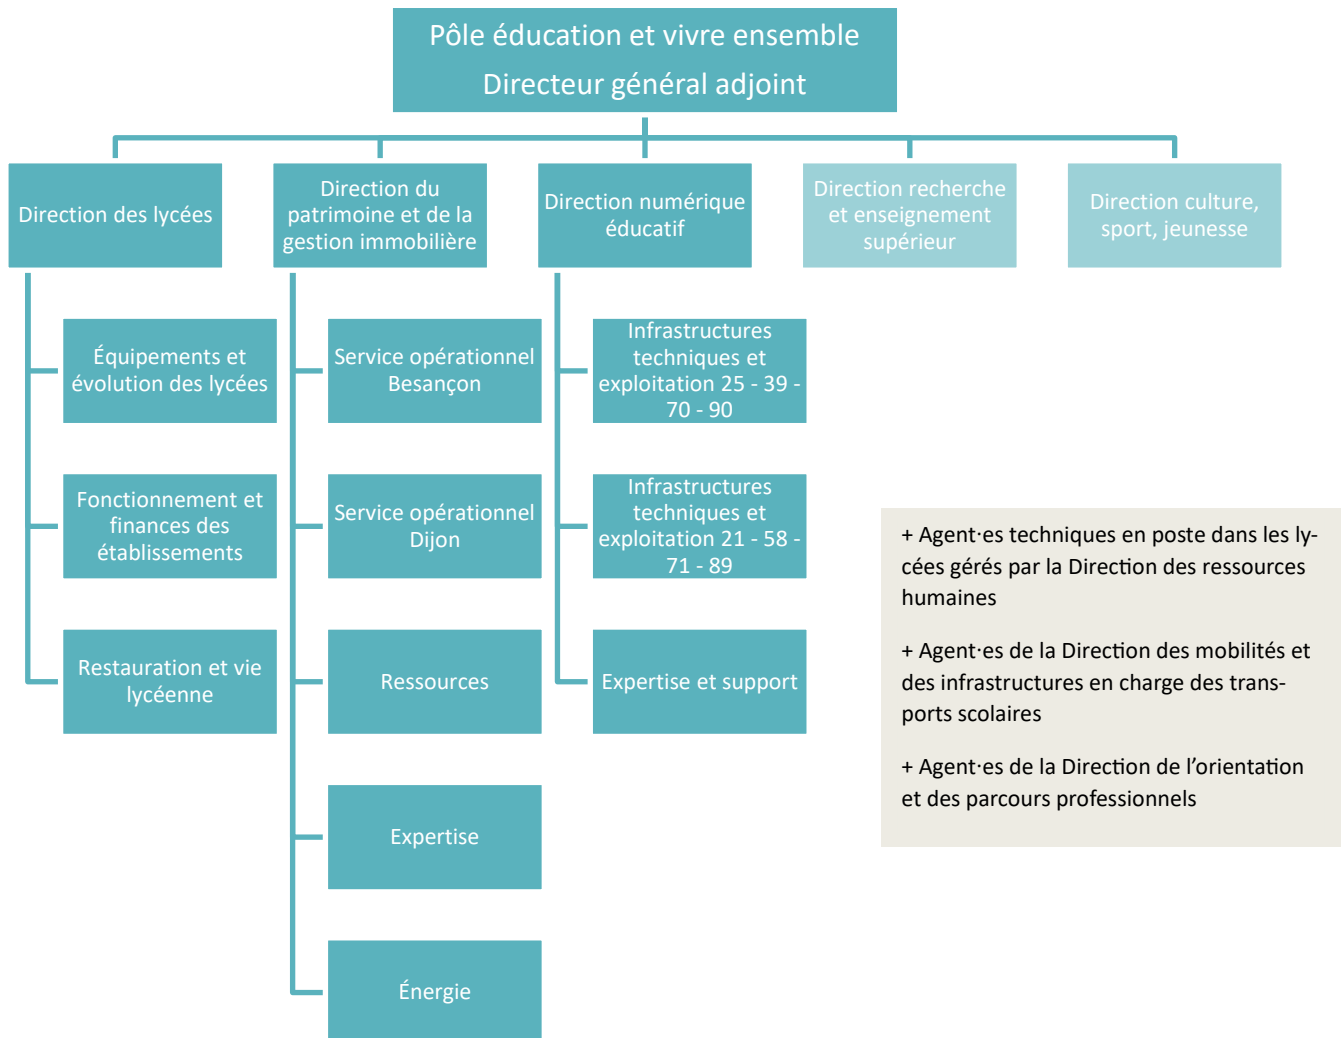 Pôle éducation et vivre ensemble
Directeur général adjoint
Direction des lycées
Direction du
patrimoine et de la
gestion immobilière
Direction numérique
éducatif
Direction recherche
et enseignement
supérieur
Direction culture,
sport, jeunesse
Équipements et
évolution des lycées
Fonctionnement et
finances des
établissements
Restauration et vie
lycéenne
Service opérationnel
Besançon
Service opérationnel
Dijon
Ressources
Expertise
Énergie
Infrastructures
techniques et
exploitation 25 - 39 -
70 - 90
Infrastructures
techniques et
exploitation 21 - 58 -
71 - 89
Expertise et support
+ Agent·es techniques en poste dans les ly-
cées gérés par la Direction des ressources
humaines
+ Agent·es de la Direction des mobilités et
des infrastructures en charge des trans-
ports scolaires
+ Agent·es de la Direction de l’orientation
et des parcours professionnels